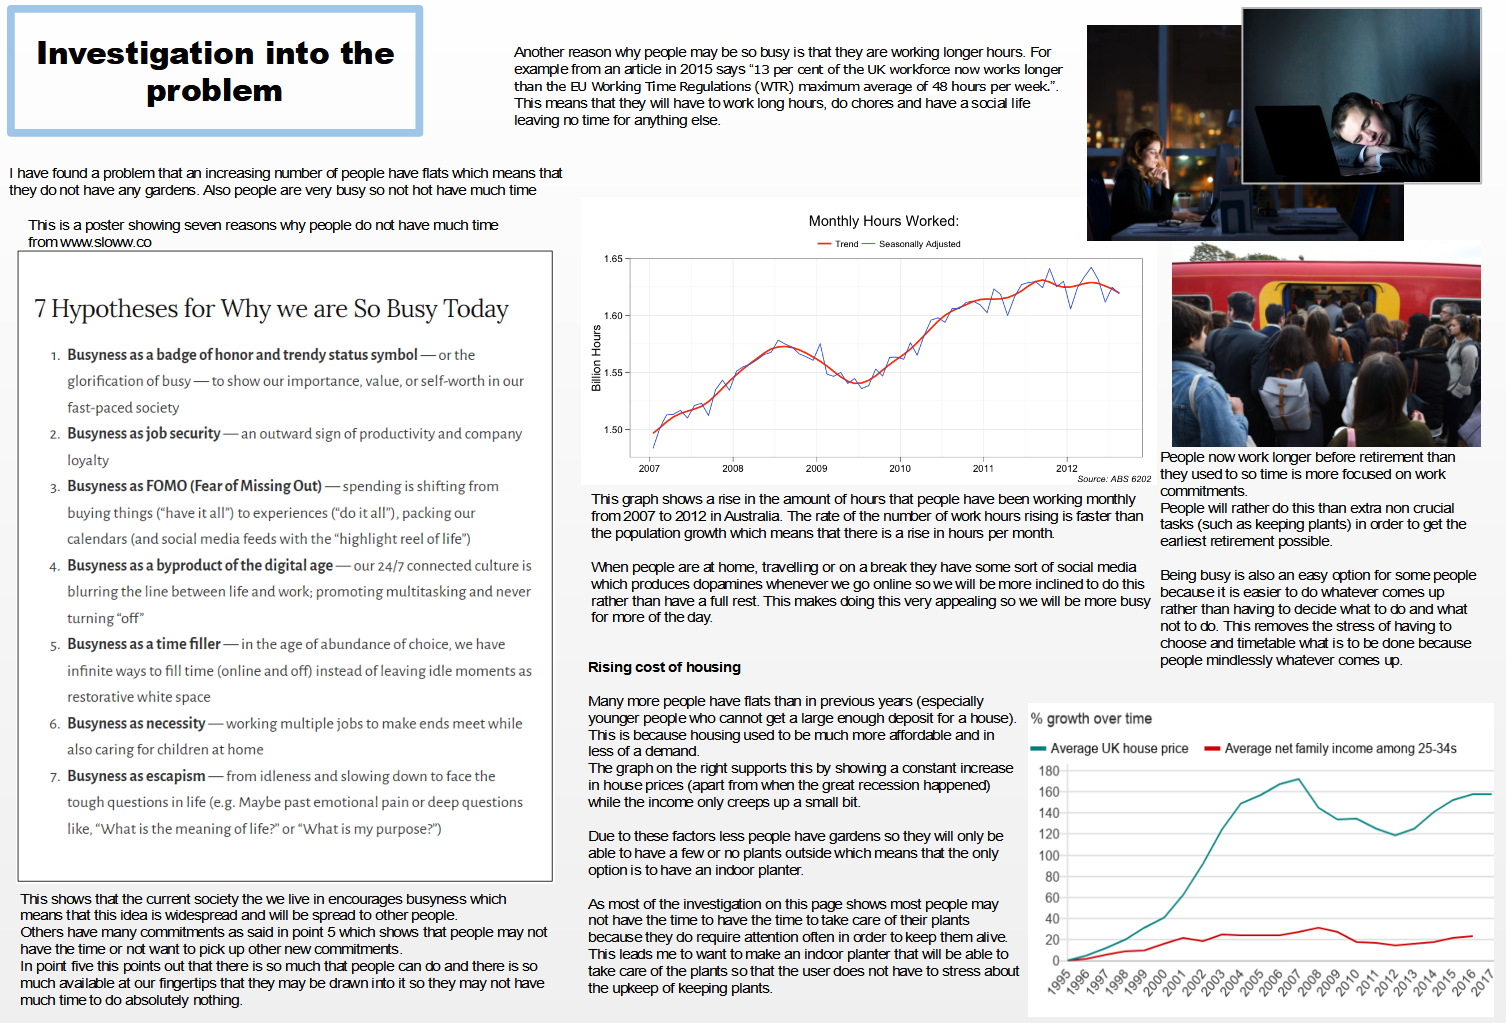 Investigation into the
problem
I have found a problem that an increasing number of people have flats which means that
they do not have any gardens. Also people are very busy so not hot have much time
This is a poster showing seven reasons why people do not have much time
from www.sloww.co
7 Hypotheses for Why we are So Busy Today
1. Busyness as a badge of honor and trendy status symbol — or the
glorification of busy — to show our importance, value, or self-worth in our
fast-paced society
2. Busyness as job security — an outward sign of productivity and company
loyalty
3. Busyness as FOMO (Fear of Missing Out) — spending is shifting from
buying things (“have it all”) to experiences (“do it all”), packing our
calendars (and social media feeds with the “highlight reel of life”)
4. Busyness as a byproduct of the digital age — our 24/7 connected culture is
blurring the line between life and work; promoting multitasking and never
turning “off”
5. Busyness as a time filler — in the age of abundance of choice, we have
infinite ways to fill time (online and off) instead of leaving idle moments as
restorative white space
6. Busyness as necessity — working multiple jobs to make ends meet while
also caring for children at home
7. Busyness as escapism — from idleness and slowing down to face the
tough questions in life (e.g. Maybe past emotional pain or deep questions
like, “What is the meaning of life?” or “What is my purpose?”)
This shows that the current society the we live in encourages busyness which
means that this idea is widespread and will be spread to other people.
Others have many commitments as said in point 5 which shows that people may not
have the time or not want to pick up other new commitments.
In point five this points out that there is so much that people can do and there is so
much available at our fingertips that they may be drawn into it so they may not have
much time to do absolutely nothing.
Another reason why people may be so busy is that they are working longer hours. For
example from an article in 2015 says “13 per cent of the UK workforce now works longer
than the EU Working Time Regulations (WTR) maximum average of 48 hours per week.”.
This means that they will have to work long hours, do chores and have a social life
leaving no time for anything else.
Monthly Hours Worked:
Trend — Seasonally Adjusted
Billion Hours
1.65
1.60
1.55
1.50
2007 2008 2009 2010 2011 2012
Source: ABS 6202
This graph shows a rise in the amount of hours that people have been working monthly
from 2007 to 2012 in Australia. The rate of the number of work hours rising is faster than
the population growth which means that there is a rise in hours per month.
When people are at home, travelling or on a break they have some sort of social media
which produces dopamines whenever we go online so we will be more inclined to do this
rather than have a full rest. This makes doing this very appealing so we will be more busy
for more of the day.
Rising cost of housing
Many more people have flats than in previous years (especially
younger people who cannot get a large enough deposit for a house).
This is because housing used to be much more affordable and in
less of a demand.
The graph on the right supports this by showing a constant increase
in house prices (apart from when the great recession happened)
while the income only creeps up a small bit.
Due to these factors less people have gardens so they will only be
able to have a few or no plants outside which means that the only
option is to have an indoor planter.
As most of the investigation on this page shows most people may
not have the time to have the time to take care of their plants
because they do require attention often in order to keep them alive.
This leads me to want to make an indoor planter that will be able to
take care of the plants so that the user does not have to stress about
the upkeep of keeping plants.
People now work longer before retirement than
they used to so time is more focused on work
commitments.
People will rather do this than extra non crucial
tasks (such as keeping plants) in order to get the
earliest retirement possible.
Being busy is also an easy option for some people
because it is easier to do whatever comes up
rather than having to decide what to do and what
not to do. This removes the stress of having to
choose and timetable what is to be done because
people mindlessly whatever comes up.
% growth over time
Average UK house price Average net family income among 25-34s
180
160
140
120
100
80
60
40
20
0
1995 1996 1997 1998 1999 2000 2001 2002 2003 2004 2005 2006 2007 2008 2009 2010 2011 2012 2013 2014 2015 2016 2017